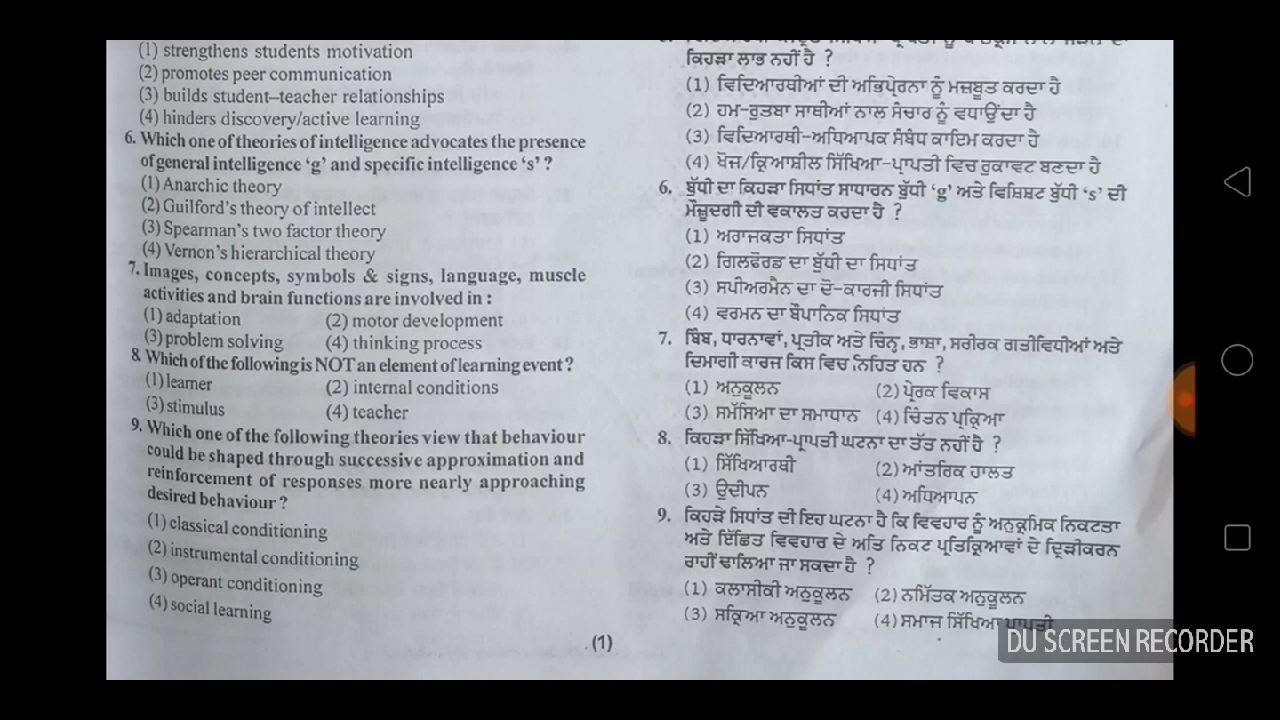 (1) strengthens students motivation
(2) promotes peer communication
(3) builds student–teacher relationships
(4) hinders discovery/active learning
6. Which one of theories of intelligence advocates the presence
of general intelligence ‘g’ and specific intelligence ‘s’ ?
(1) Anarchic theory
(2) Guilford's theory of intellect
(3) Spearman's two factor theory
(4) Vernon's hierarchical theory
7. Images, concepts, symbols & signs, language, muscle
activities and brain functions are involved in :
(1) adaptation (2) motor development
(3) problem solving (4) thinking process
8. Which of the following is NOT an element of learning event?
(1) learner (2) internal conditions
(3) stimulus (4) teacher
9. Which one of the following theories view that behaviour
could be shaped through successive approximation and
reinforcement of responses more nearly approaching
desired behaviour ?
(1) classical conditioning
(2) instrumental conditioning
(3) operant conditioning
(4) social learning
ਕਿਹੜਾ ਲਾਭ ਨਹੀਂ ਹੈ ?
(1) ਵਿਦਿਆਰਥੀਆਂ ਦੀ ਅਭਿਪ੍ਰੇਰਨਾ ਨੂੰ ਮਜ਼ਬੂਤ ਕਰਦਾ ਹੈ
(2) ਹਮ-ਰੁਤਬਾ ਸਾਥੀਆਂ ਨਾਲ ਸੰਚਾਰ ਨੂੰ ਵਧਾਉਂਦਾ ਹੈ
(3) ਵਿਦਿਆਰਥੀ-ਅਧਿਆਪਕ ਸੰਬੰਧ ਕਾਇਮ ਕਰਦਾ ਹੈ
(4) ਖੋਜ/ਕ੍ਰਿਆਸ਼ੀਲ ਸਿੱਖਿਆ-ਪ੍ਰਾਪਤੀ ਵਿਚ ਰੁਕਾਵਟ ਬਣਦਾ ਹੈ
6. ਬੁੱਧੀ ਦਾ ਕਿਹੜਾ ਸਿਧਾਂਤ ਸਾਧਾਰਨ ਬੁੱਧੀ ‘g’ ਅਤੇ ਵਿਸ਼ਿਸ਼ਟ ਬੁੱਧੀ ‘s’ ਦੀ
ਮੌਜੂਦਗੀ ਦੀ ਵਕਾਲਤ ਕਰਦਾ ਹੈ ?
(1) ਅਰਾਜਕਤਾ ਸਿਧਾਂਤ
(2) ਗਿਲਫੋਰਡ ਦਾ ਬੁੱਧੀ ਦਾ ਸਿਧਾਂਤ
(3) ਸਪੀਅਰਮੈਨ ਦਾ ਦੋ-ਕਾਰਜੀ ਸਿਧਾਂਤ
(4) ਵਰਮਨ ਦਾ ਬੌਪਾਨਿਕ ਸਿਧਾਂਤ
7. ਬਿੰਬ, ਧਾਰਨਾਵਾਂ, ਪ੍ਰਤੀਕ ਅਤੇ ਚਿੰਨ੍ਹ, ਭਾਸ਼ਾ, ਸਰੀਰਕ ਗਤੀਵਿਧੀਆਂ ਅਤੇ
ਦਿਮਾਗੀ ਕਾਰਜ ਕਿਸ ਵਿਚ ਨਿਹਿਤ ਹਨ ?
(1) ਅਨੁਕੂਲਨ (2) ਪ੍ਰੇਰਕ ਵਿਕਾਸ
(3) ਸਮੱਸਿਆ ਦਾ ਸਮਾਧਾਨ (4) ਚਿੰਤਨ ਪ੍ਰਕ੍ਰਿਆ
8. ਕਿਹੜਾ ਸਿੱਖਿਆ-ਪ੍ਰਾਪਤੀ ਘਟਨਾ ਦਾ ਤੱਤ ਨਹੀਂ ਹੈ ?
(1) ਸਿੱਖਿਆਰਥੀ (2) ਆਂਤਰਿਕ ਹਾਲਤ
(3) ਉਦੀਪਨ (4) ਅਧਿਆਪਨ
9. ਕਿਹੜੇ ਸਿਧਾਂਤ ਦੀ ਇਹ ਘਟਨਾ ਹੈ ਕਿ ਵਿਵਹਾਰ ਨੂੰ ਅਨੁਕ੍ਰਮਿਕ ਨਿਕਟਤਾ
ਅਤੇ ਇੱਛਿਤ ਵਿਵਹਾਰ ਦੇ ਅਤਿ ਨਿਕਟ ਪ੍ਰਤਿਕ੍ਰਿਆਵਾਂ ਦੇ ਦ੍ਰਿੜੀਕਰਨ
ਰਾਹੀਂ ਢਾਲਿਆ ਜਾ ਸਕਦਾ ਹੈ ?
(1) ਕਲਾਸੀਕੀ ਅਨੁਕੂਲਨ (2) ਨਮਿੱਤਕ ਅਨੁਕੂਲਨ
(3) ਸਕ੍ਰਿਆ ਅਨੁਕੂਲਨ (4) ਸਮਾਜ ਸਿੱਖਿਆ ਪ੍ਰਾਪਤੀ
(1)
DU SCREEN RECORDER